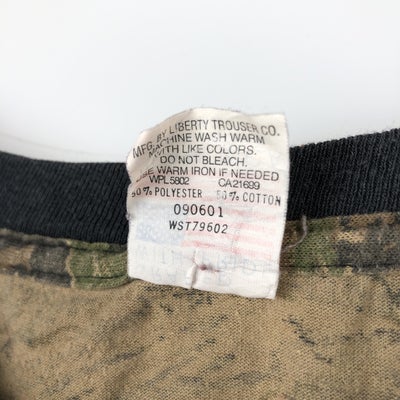 MFG. BY LIBERTY TROUSER CO.
MACHINE WASH WARM
WITH LIKE COLORS.
DO NOT BLEACH.
USE WARM IRON IF NEEDED
WPL 5802 CA21699
50% POLYESTER 50% COTTON
090601
WST79602